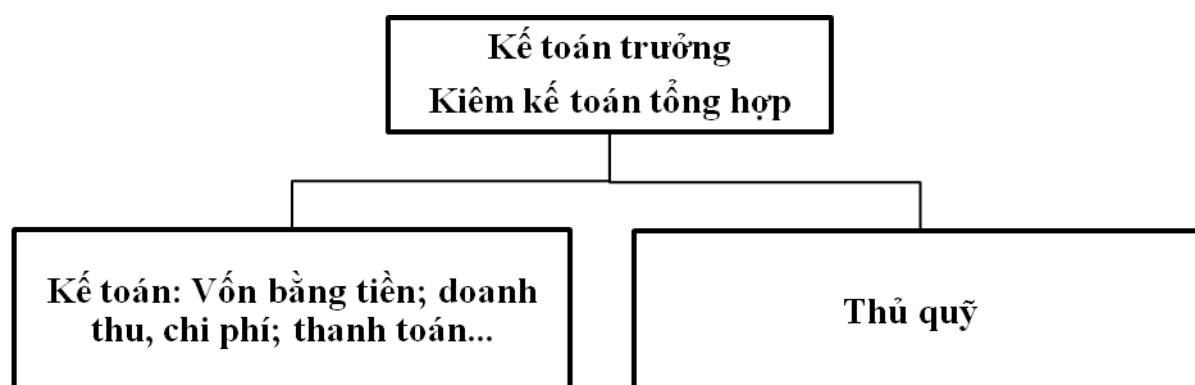 Kế toán trưởng
Kiêm kế toán tổng hợp
Kế toán: Vốn bằng tiền; doanh
thu, chi phí; thanh toán...
Thủ quỹ